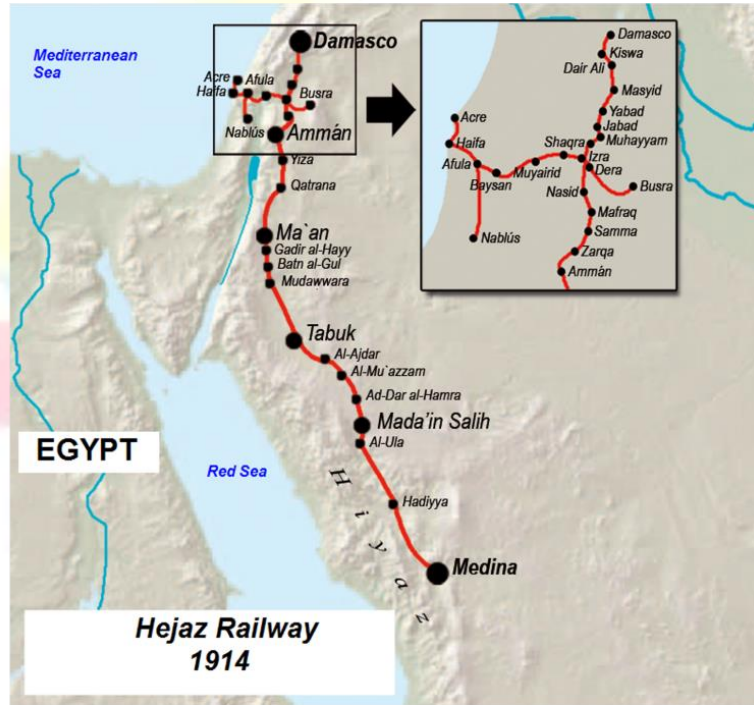 Mediterranean
Sea
Damasco
Acre
Afula
Haifa
Busra
Nablús
Ammán
Yiza
Qatrana
Ma`an
Gadir al-Hayy
Batn al-Gul
Mudawwara
Tabuk
Al-Ajdar
Al-Mu`azzam
Ad-Dar al-Hamra
Mada'in Salih
Al-Ula
EGYPT
Red Sea
Hiyaz
Hadiyya
Medina
Hejaz Railway
1914
Damasco
Kiswa
Dair Ali
Masyid
Yabad
Jabad
Muhayyam
Acre
Haifa
Shaqra
Izra
Afula
Muyairid
Dera
Baysan
Nasid
Busra
Mafraq
Nablús
Samma
Zarqa
Ammán